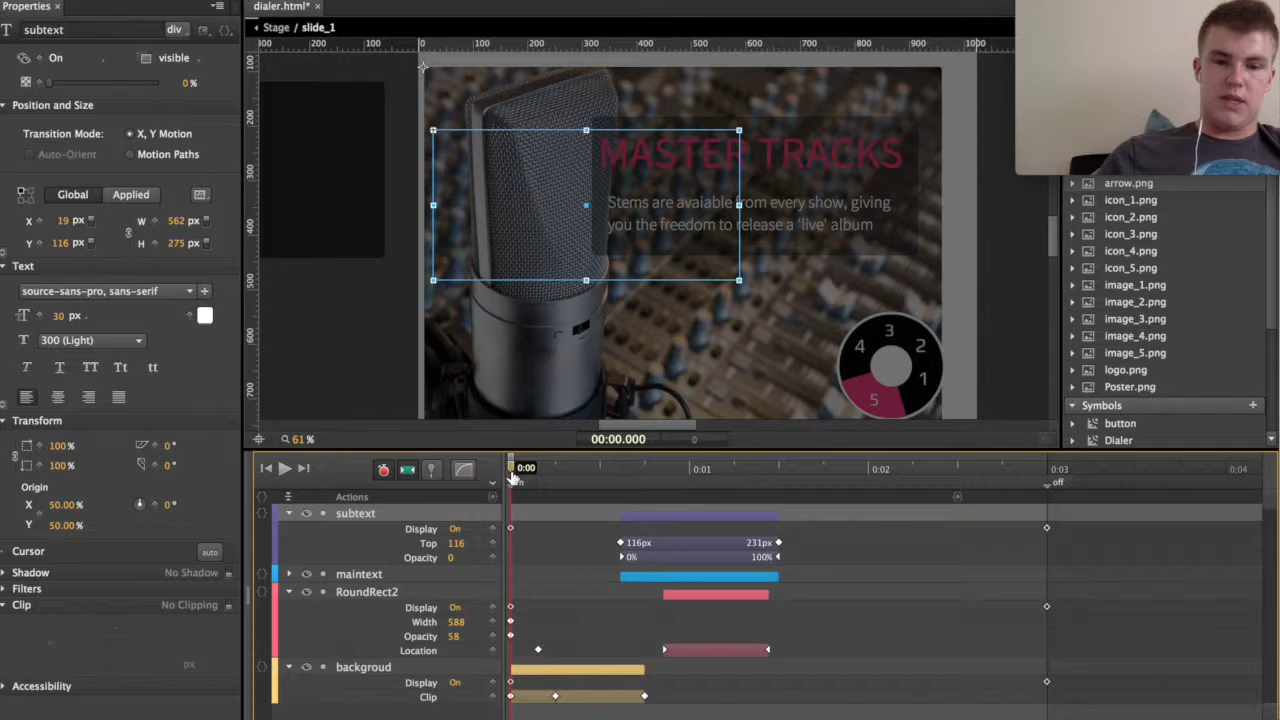 Properties
dialer.html*
subtext
div
Stage / slide_1
On
visible
300 200 100 0 100 200 300 400 500 600 700 800 900 1000
0 %
100 200 300 400 500 600 700
Position and Size
Transition Mode:
X, Y Motion
Auto-Orient
Motion Paths
Global
Applied
X 19 px
W 562 px
Y 116 px
H 275 px
MASTER TRACKS
Stems are avaiable from every show, giving
you the freedom to release a 'live' album
4 3 2 1 5
Text
source-sans-pro, sans-serif
30 px
300 (Light)
T T TT Tt tt
Transform
100 %
0 °
100 %
0 °
Origin
X 50.00 %
0 °
Y 50.00 %
Cursor
auto
Shadow
No Shadow
Filters
Clip
No Clipping
px
Accessibility
arrow.png
icon_1.png
icon_2.png
icon_3.png
icon_4.png
icon_5.png
image_1.png
image_2.png
image_3.png
image_4.png
image_5.png
logo.png
Poster.png
Symbols
button
Dialer
61 %
00:00.000
0
0:00
0:01
0:02
0:03
0:04
off
Actions
subtext
Display On
Top 116
116px
231px
Opacity 0
0%
100%
maintext
RoundRect2
Display On
Width 588
Opacity 58
Location
backgroud
Display On
Clip